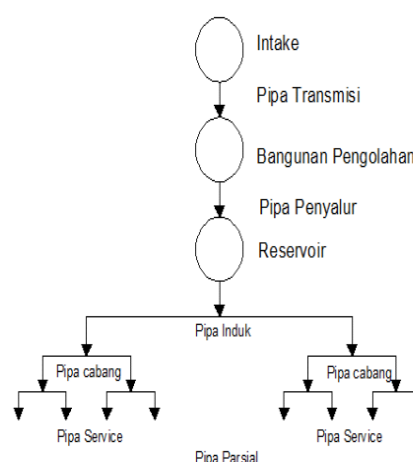 Intake
Pipa Transmisi
Bangunan Pengolahan
Pipa Penyalur
Reservoir
Pipa Induk
Pipa cabang
Pipa cabang
Pipa Service
Pipa Service
Pipa Parsial